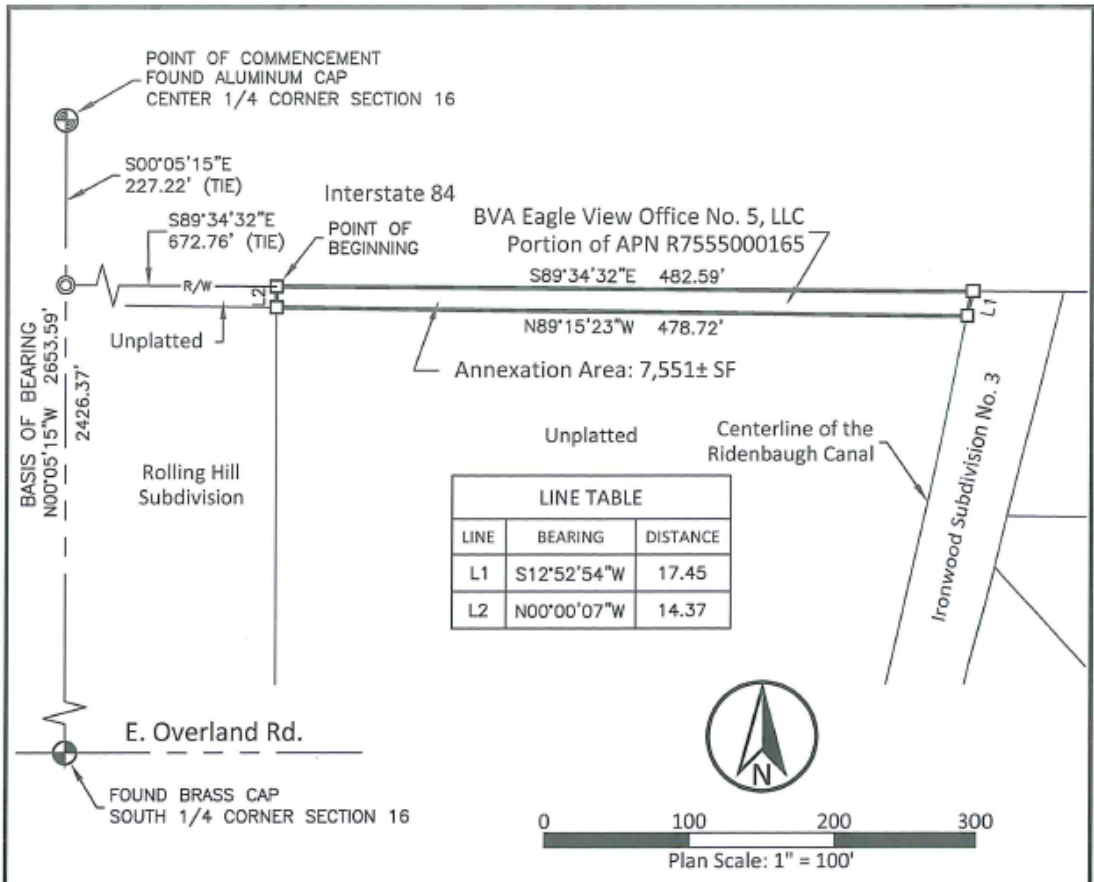 POINT OF COMMENCEMENT
FOUND ALUMINUM CAP
CENTER 1/4 CORNER SECTION 16
S00°05'15"E
227.22' (TIE)
S89°34'32"E
672.76' (TIE)
Interstate 84
POINT OF
BEGINNING
BVA Eagle View Office No. 5, LLC
Portion of APN R7555000165
R/W
L2
S89°34'32"E 482.59'
L1
N89°15'23"W 478.72'
Unplatted
Annexation Area: 7,551± SF
BASIS OF BEARING
N00°05'15"W 2653.59'
2426.37'
Rolling Hill
Subdivision
Unplatted
Centerline of the
Ridenbaugh Canal
Ironwood Subdivision No. 3
LINE TABLE
LINE BEARING DISTANCE
L1 S12°52'54"W 17.45
L2 N00°00'07"W 14.37
E. Overland Rd.
FOUND BRASS CAP
SOUTH 1/4 CORNER SECTION 16
N
0 100 200 300
Plan Scale: 1" = 100'